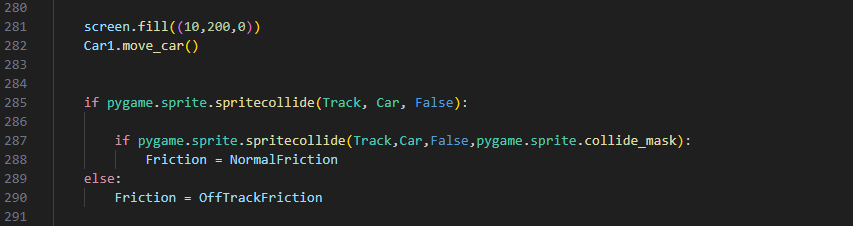 280
281 screen.fill((10,200,0))
282 Car1.move_car()
283
284
285 if pygame.sprite.spritecollide(Track, Car, False):
286
287 if pygame.sprite.spritecollide(Track,Car,False,pygame.sprite.collide_mask):
288 Friction = NormalFriction
289 else:
290 Friction = OffTrackFriction
291